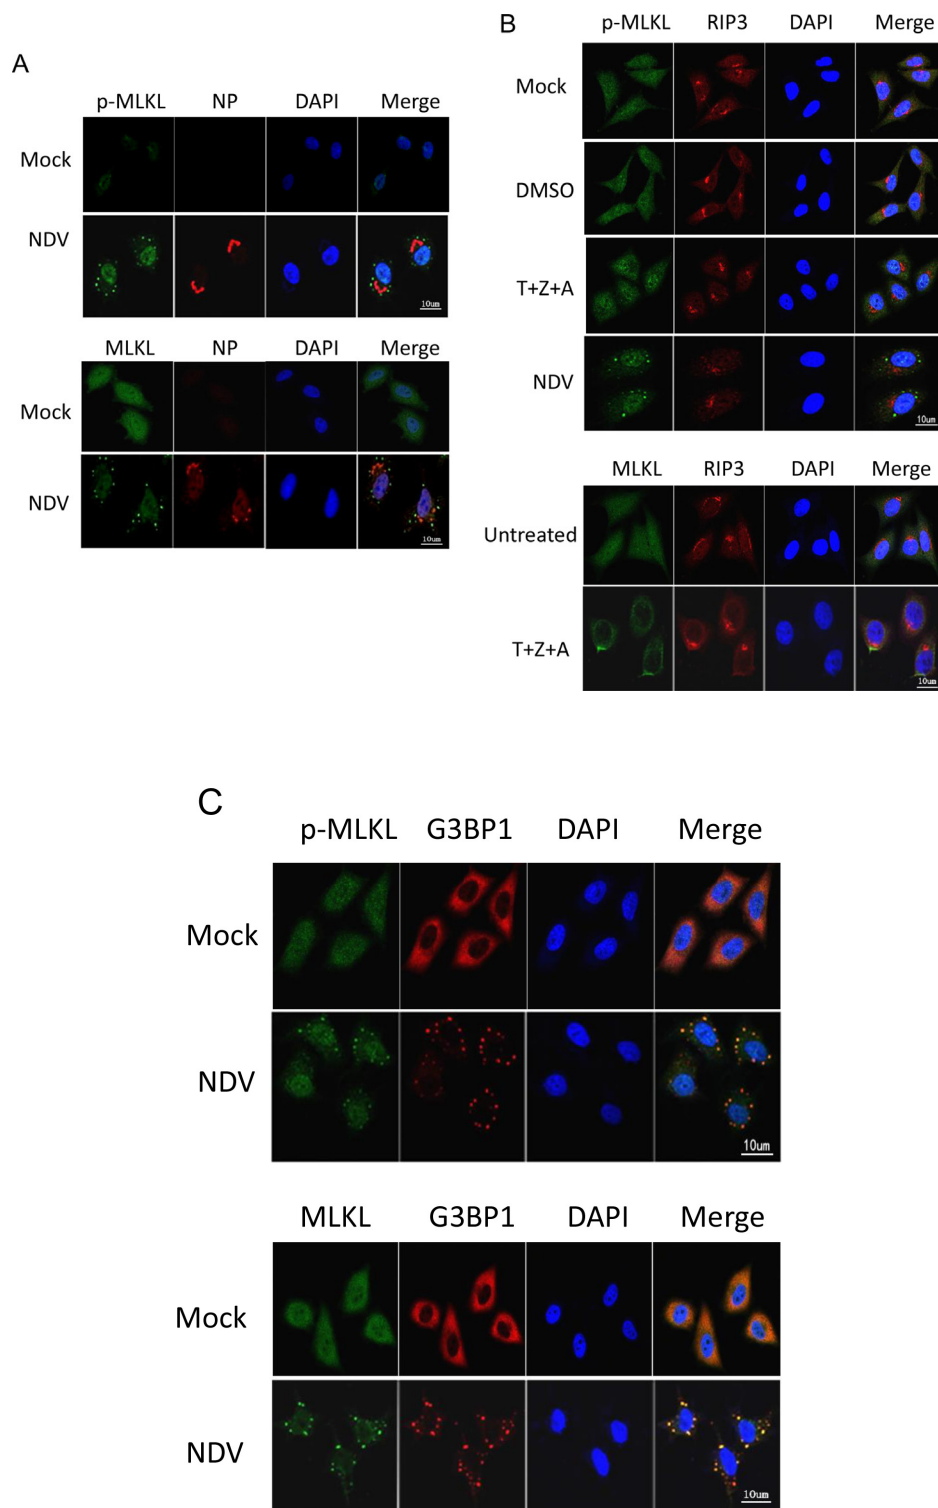 A
p-MLKL NP DAPI Merge
Mock
NDV
10um
MLKL NP DAPI Merge
Mock
NDV
10um
B
p-MLKL RIP3 DAPI Merge
Mock
DMSO
T+Z+A
NDV
10um
MLKL RIP3 DAPI Merge
Untreated
T+Z+A
10um
C
p-MLKL G3BP1 DAPI Merge
Mock
NDV
10um
MLKL G3BP1 DAPI Merge
Mock
NDV
10um